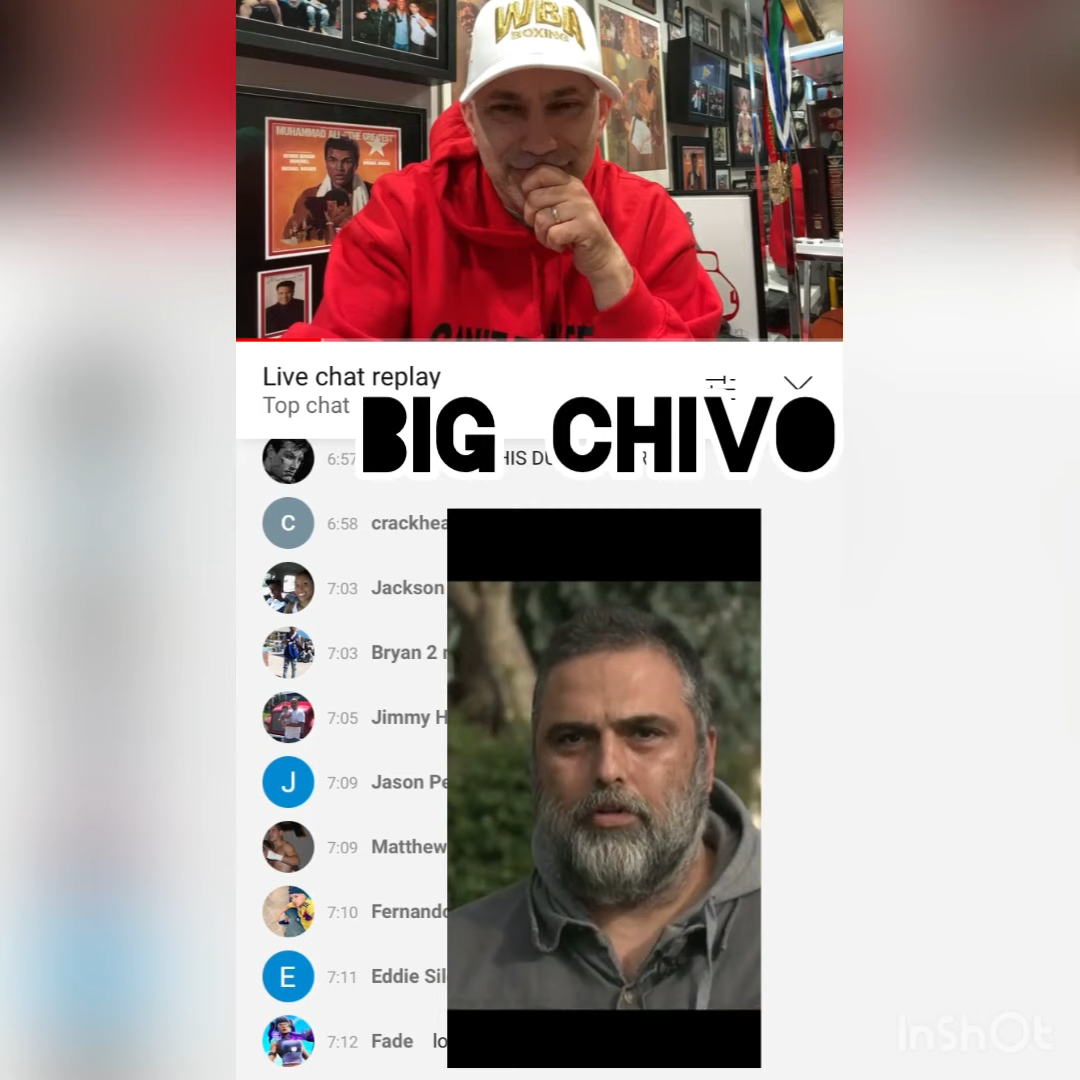 WBA
BOXING
MUHAMMAD ALI "THE GREATEST"
Live chat replay
Top chat
BIG CHIVO
6:57
C
6:58 crackhea
7:03 Jackson
7:03 Bryan 2
7:05 Jimmy H
J
7:09 Jason Pe
7:09 Matthew
7:10 Fernando
E
7:11 Eddie Sil
7:12 Fade lo
InShOt